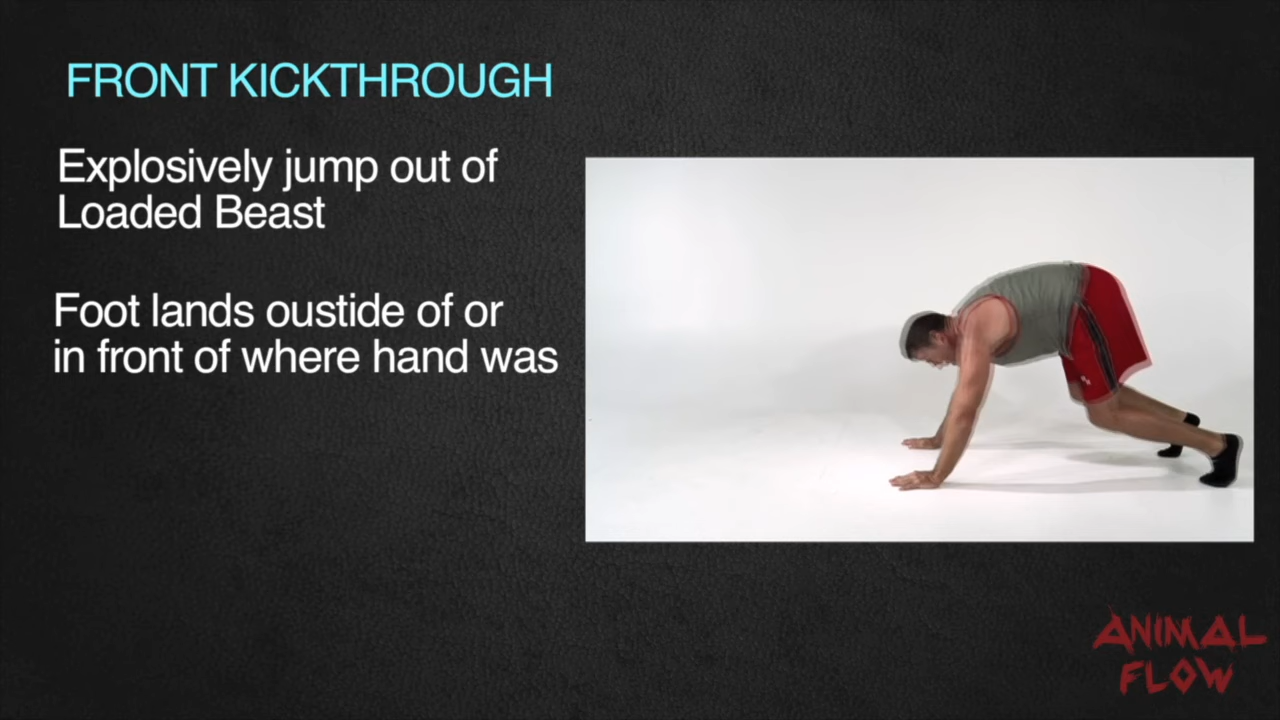 FRONT KICKTHROUGH
Explosively jump out of
Loaded Beast
Foot lands oustide of or
in front of where hand was
ANIMAL
FLOW